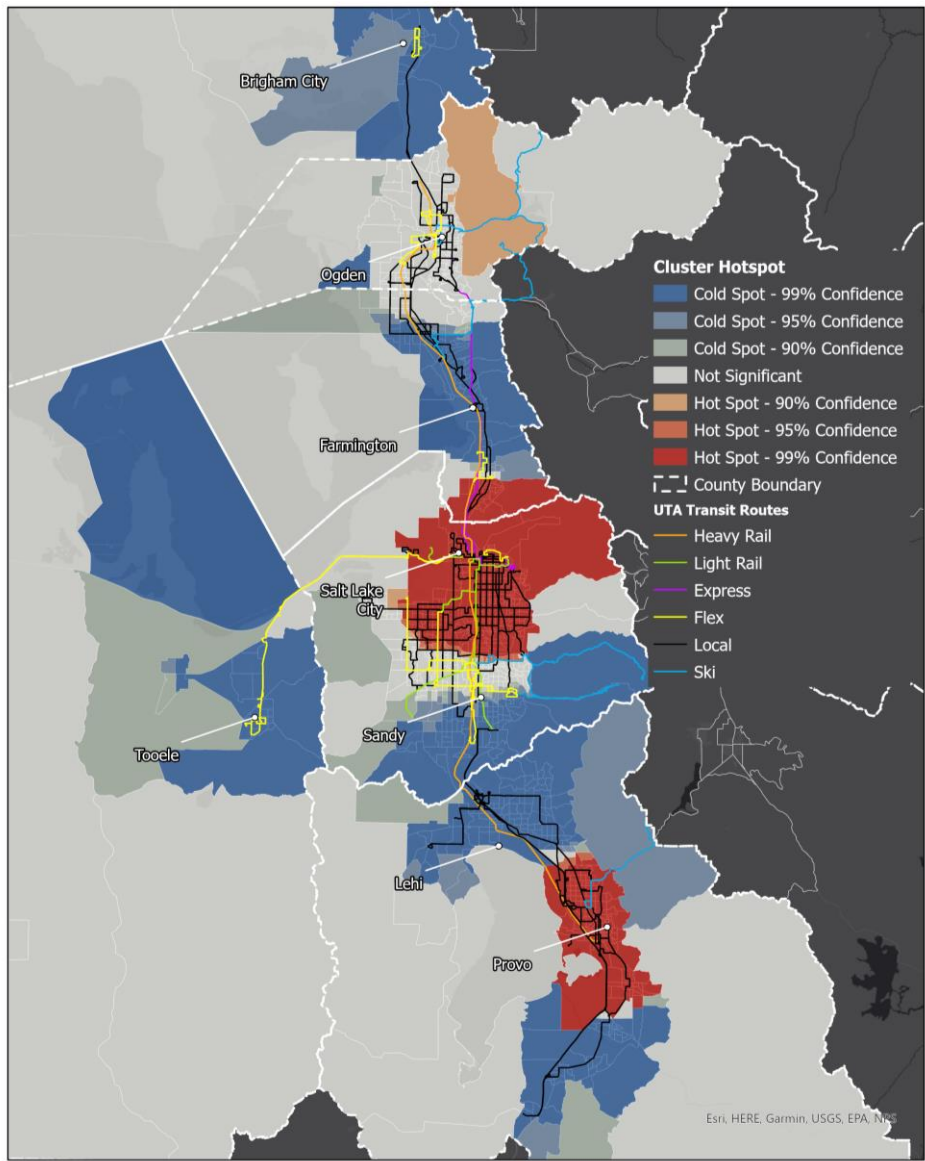 Brigham City
Ogden
Cluster Hotspot
Cold Spot - 99% Confidence
Cold Spot - 95% Confidence
Cold Spot - 90% Confidence
Not Significant
Hot Spot - 90% Confidence
Hot Spot - 95% Confidence
Hot Spot - 99% Confidence
County Boundary
UTA Transit Routes
Heavy Rail
Light Rail
Express
Flex
Local
Ski
Farmington
Salt Lake
City
Sandy
Tooele
Lehi
Provo
Esri, HERE, Garmin, USGS, EPA, NPS